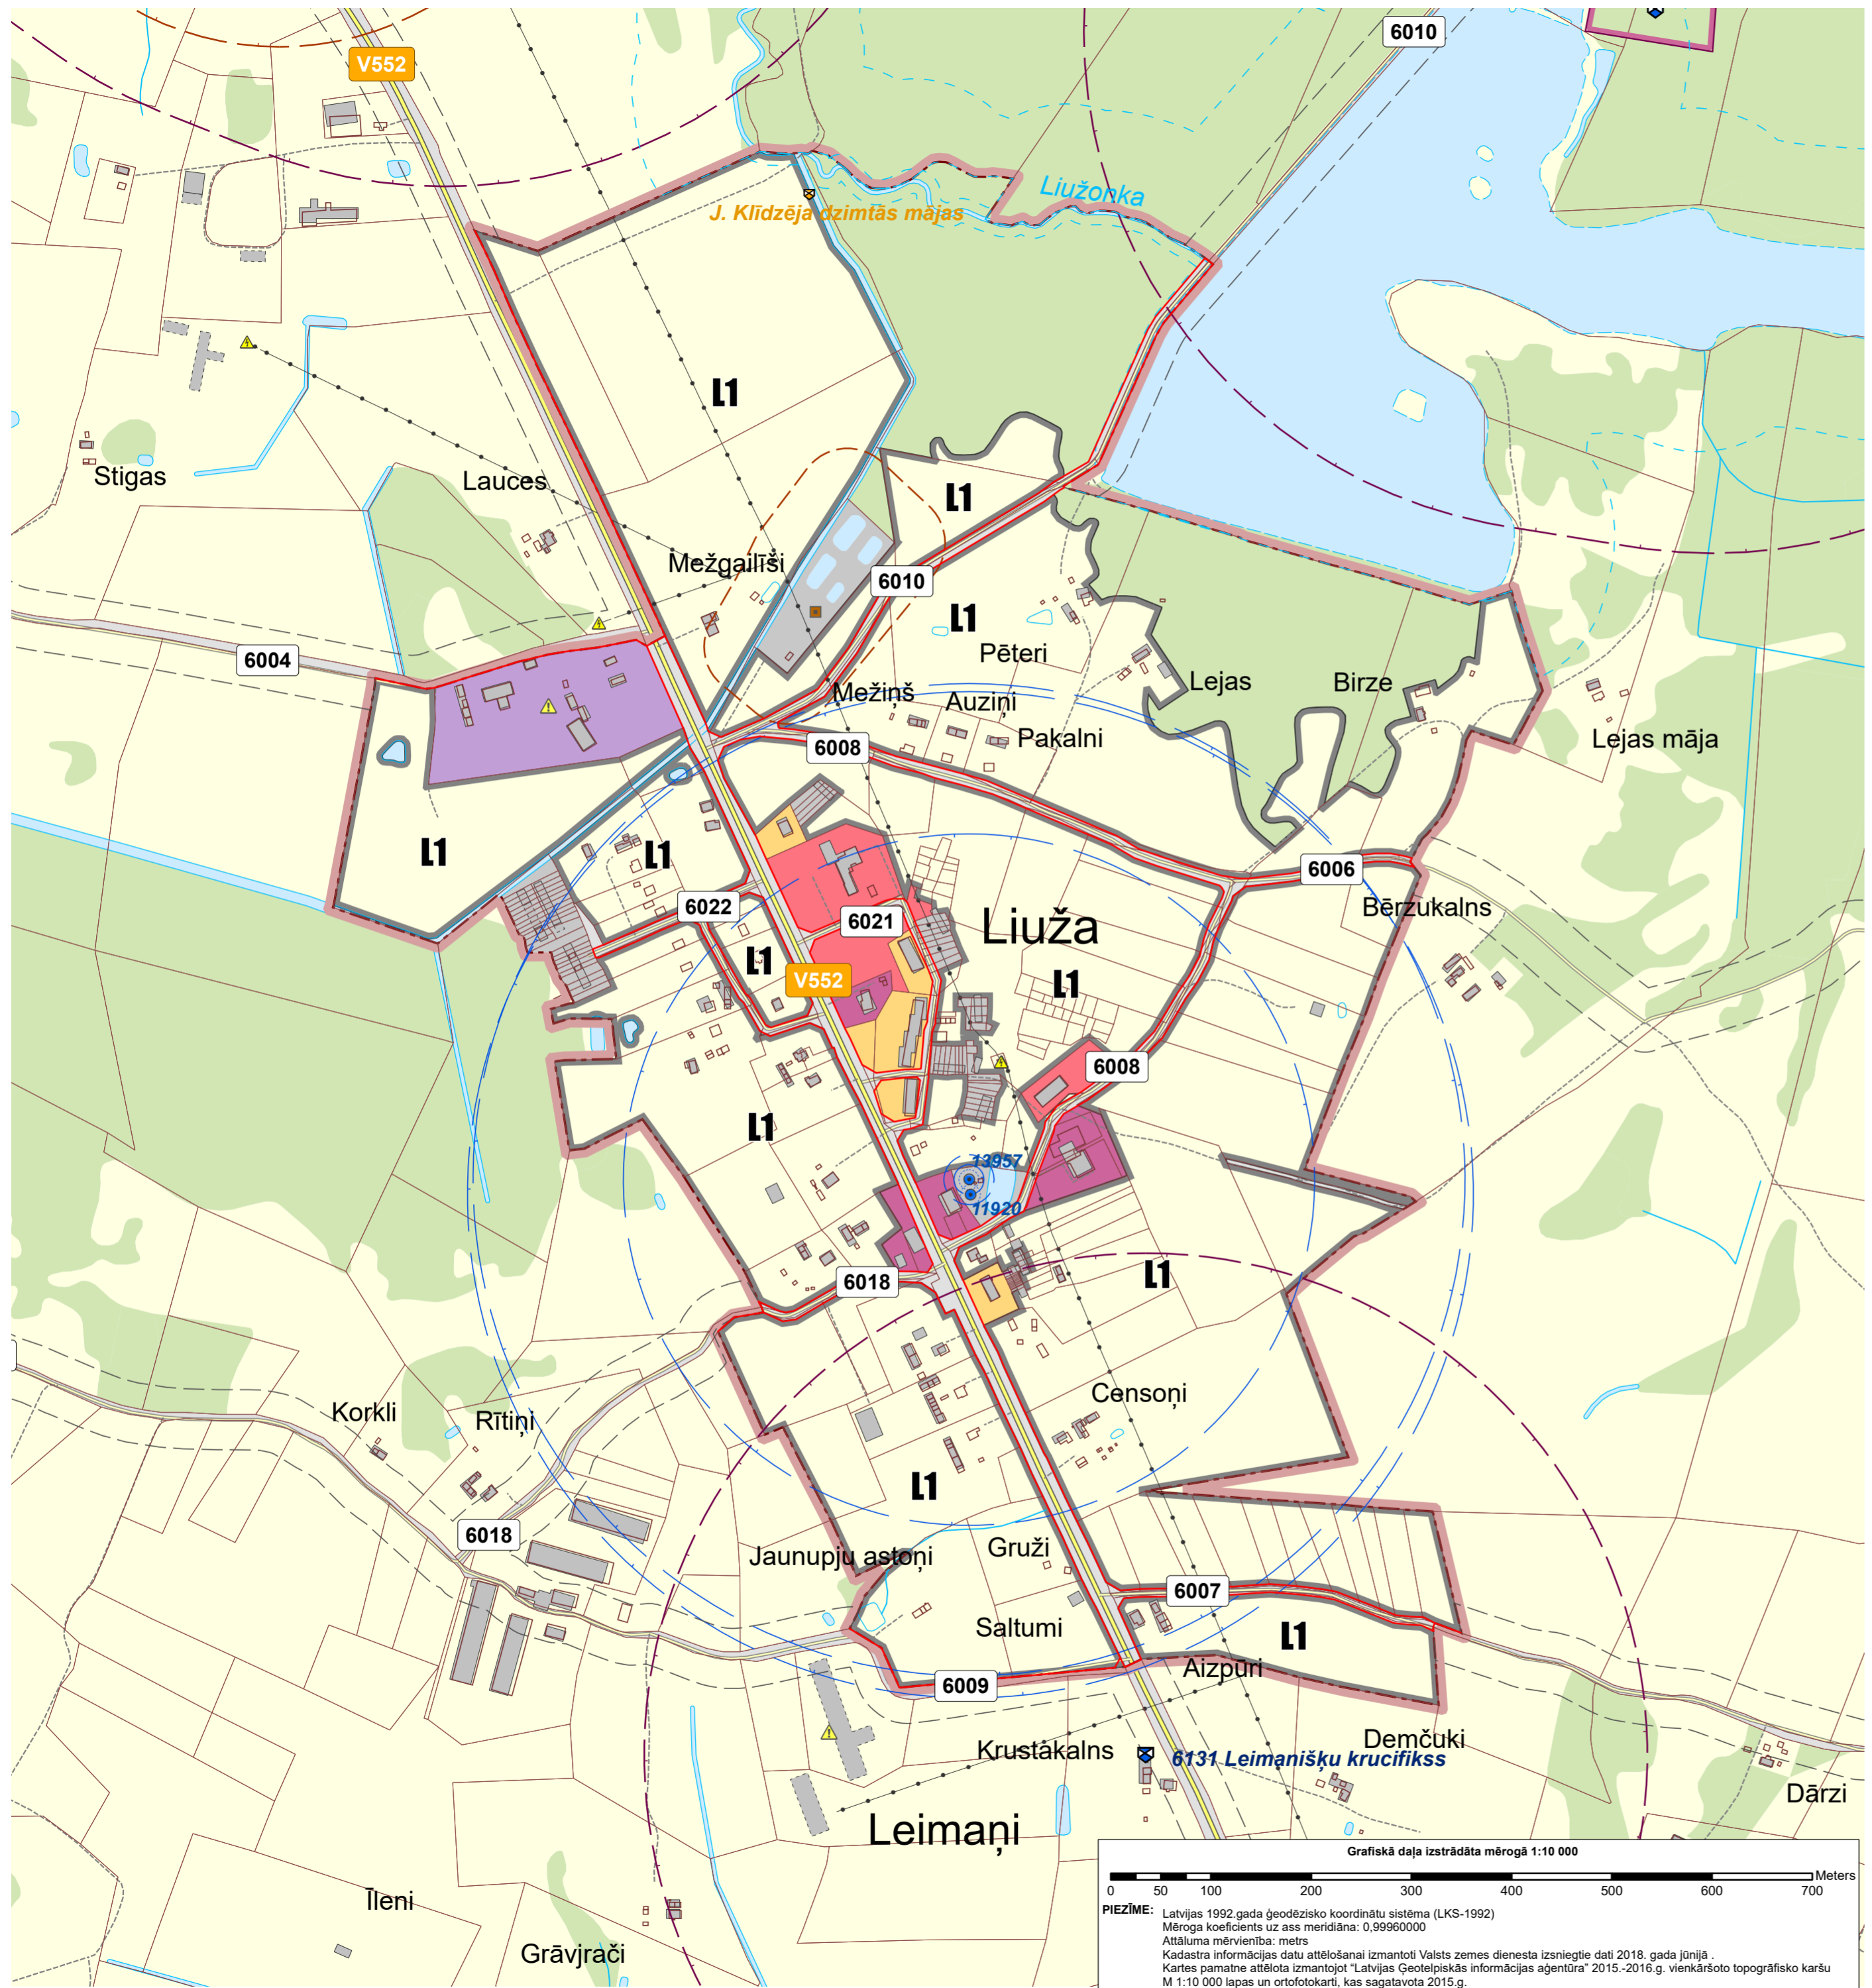 6010
V552
Liužonka
J. Klīdzēja dzimtās mājas
L1
Stigas
Lauces
L1
Mežgailīši
6010
L1
6004
Pēteri
Lejas
Birze
Mežiņš
Auziņi
Pakalni
Lejas māja
6008
L1
L1
6006
6022
6021
Bērzukalns
Liuža
L1
V552
L1
6008
L1
13957
11920
6018
L1
Censoņi
Korkli
Rītiņi
L1
6018
Gruži
Jaunupju astoņi
6007
Saltumi
L1
Aizpūri
6009
Krustakalns
Demčuki
6131 Leimanišķu krucifikss
Dārzi
Leimaņi
Īleni
Grāvjrači
Grafiskā daļa izstrādāta mērogā 1:10 000
Meters
0 50 100 200 300 400 500 600 700
PIEZĪME: Latvijas 1992.gada ģeodēzisko koordinātu sistēma (LKS-1992)
Mēroga koeficients uz ass meridiāna: 0,99960000
Attāluma mērvienība: metrs
Kadastra informācijas datu attēlošanai izmantoti Valsts zemes dienesta izsniegtie dati 2018. gada jūnijā .
Kartes pamatne attēlota izmantojot “Latvijas Ģeotelpiskās informācijas aģentūra” 2015.-2016.g. vienkāršoto topogrāfisko karšu
M 1:10 000 lapas un ortofotokarti, kas sagatavota 2015.g.